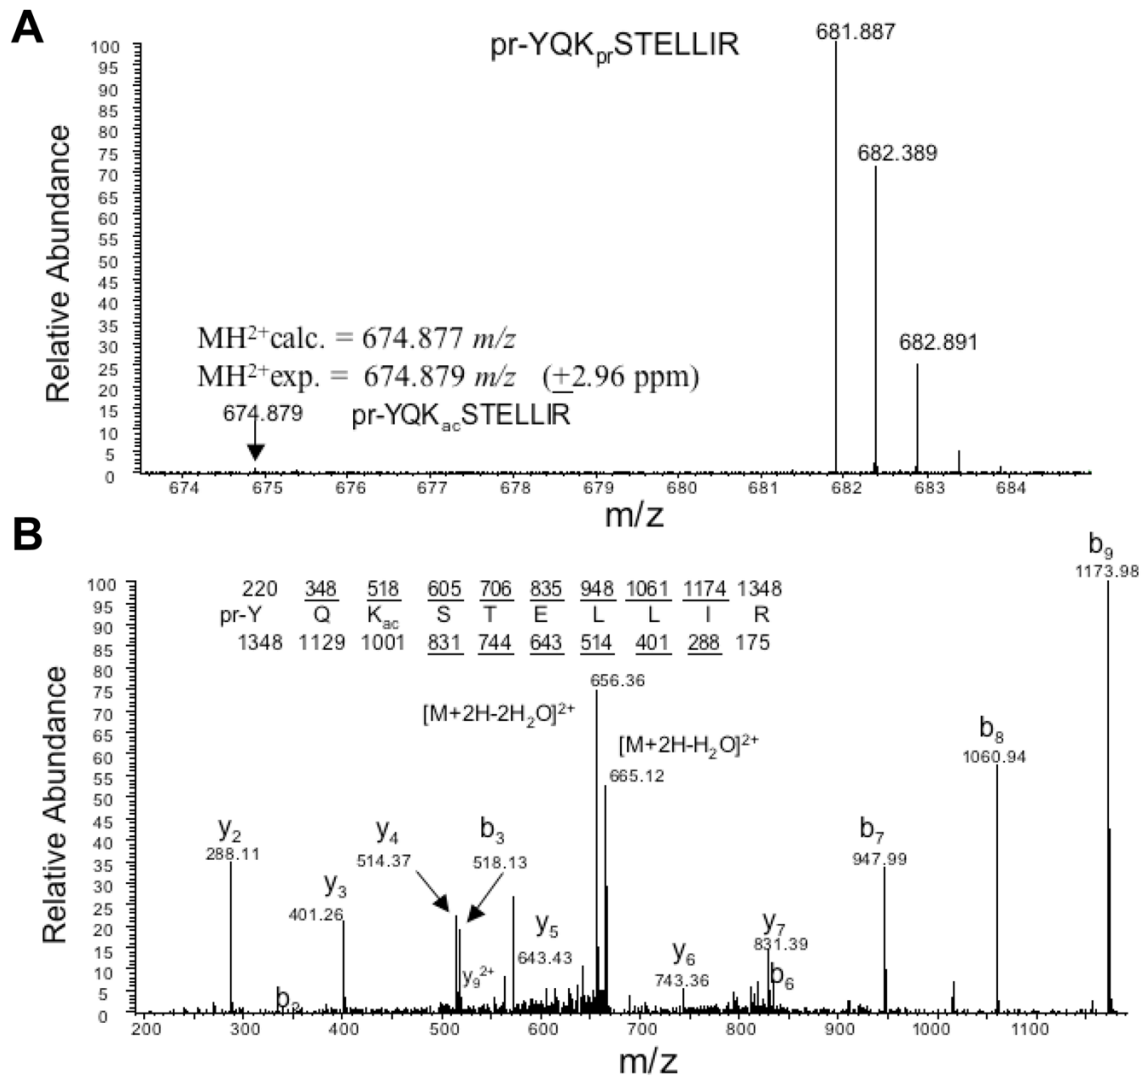 A
pr-YQKprSTELLIR
681.887
682.389
682.891
MH2+calc. = 674.877 m/z
MH2+exp. = 674.879 m/z (+2.96 ppm)
674.879 pr-YQKacSTELLIR
Relative Abundance
100
95
90
85
80
75
70
65
60
55
50
45
40
35
30
25
20
15
10
5
0
674 675 676 677 678 679 680 681 682 683 684
m/z
B
b9
1173.98
220 348 518 605 706 835 948 1061 1174 1348
pr-Y Q Kac S T E L L I R
1348 1129 1001 831 744 643 514 401 288 175
656.36
[M+2H-2H2O]2+
[M+2H-H2O]2+
665.12
b8
1060.94
y2
288.11
y4
514.37
b3
518.13
b7
947.99
y3
401.26
y5
643.43
y9 2+
y6
743.36
y7
831.39
b6
b2
Relative Abundance
100
95
90
85
80
75
70
65
60
55
50
45
40
35
30
25
20
15
10
5
0
200 300 400 500 600 700 800 900 1000 1100
m/z